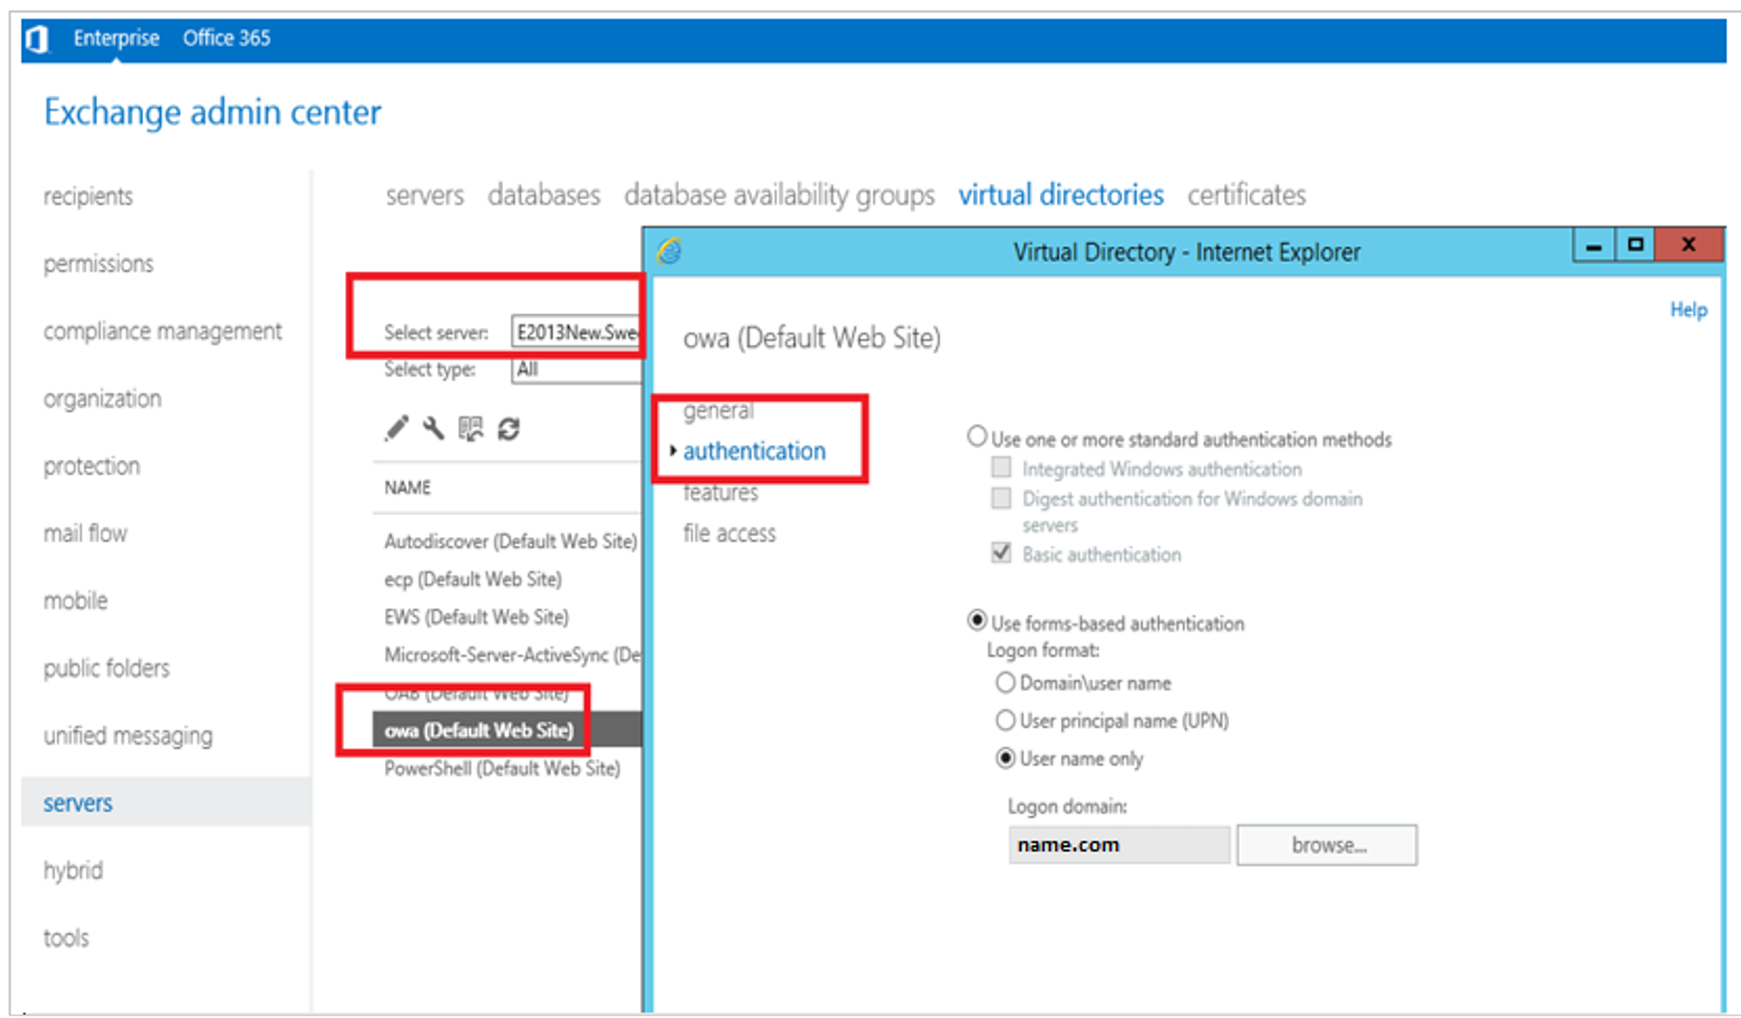 Enterprise Office 365
Exchange admin center
recipients
permissions
compliance management
organization
protection
mail flow
mobile
public folders
unified messaging
servers
hybrid
tools
servers databases database availability groups virtual directories certificates
Select server: E2013New.Swe
Select type: All
NAME
Autodiscover (Default Web Site)
ecp (Default Web Site)
EWS (Default Web Site)
Microsoft-Server-ActiveSync (De
OAB (Default Web Site)
owa (Default Web Site)
PowerShell (Default Web Site)
Virtual Directory - Internet Explorer
X
Help
owa (Default Web Site)
general
authentication
features
file access
Use one or more standard authentication methods
Integrated Windows authentication
Digest authentication for Windows domain
servers
Basic authentication
Use forms-based authentication
Logon format:
Domain\user name
User principal name (UPN)
User name only
Logon domain:
name.com browse...